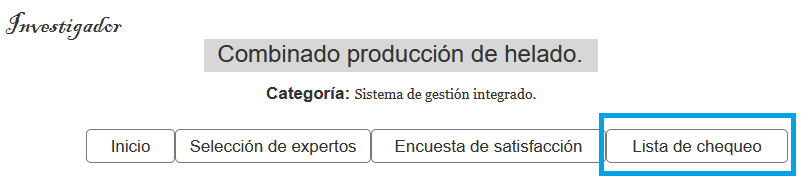 Investigador
Combinado producción de helado.
Categoría: Sistema de gestión integrado.
Inicio Selección de expertos Encuesta de satisfacción Lista de chequeo